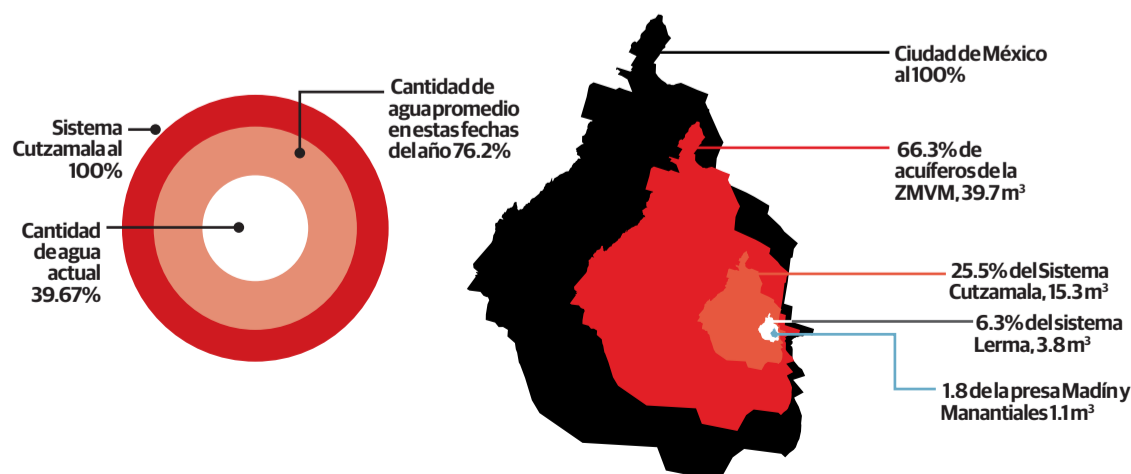 Sistema
Cutzamala al
100%
Cantidad de
agua promedio
en estas fechas
del año 76.2%
Cantidad
de agua
actual
39.67%
Ciudad de México
al 100%
66.3% de
acuíferos de la
ZMVM, 39.7 m³
25.5% del Sistema
Cutzamala, 15.3 m³
6.3% del sistema
Lerma, 3.8 m³
1.8 de la presa Madín y
Manantiales 1.1 m³